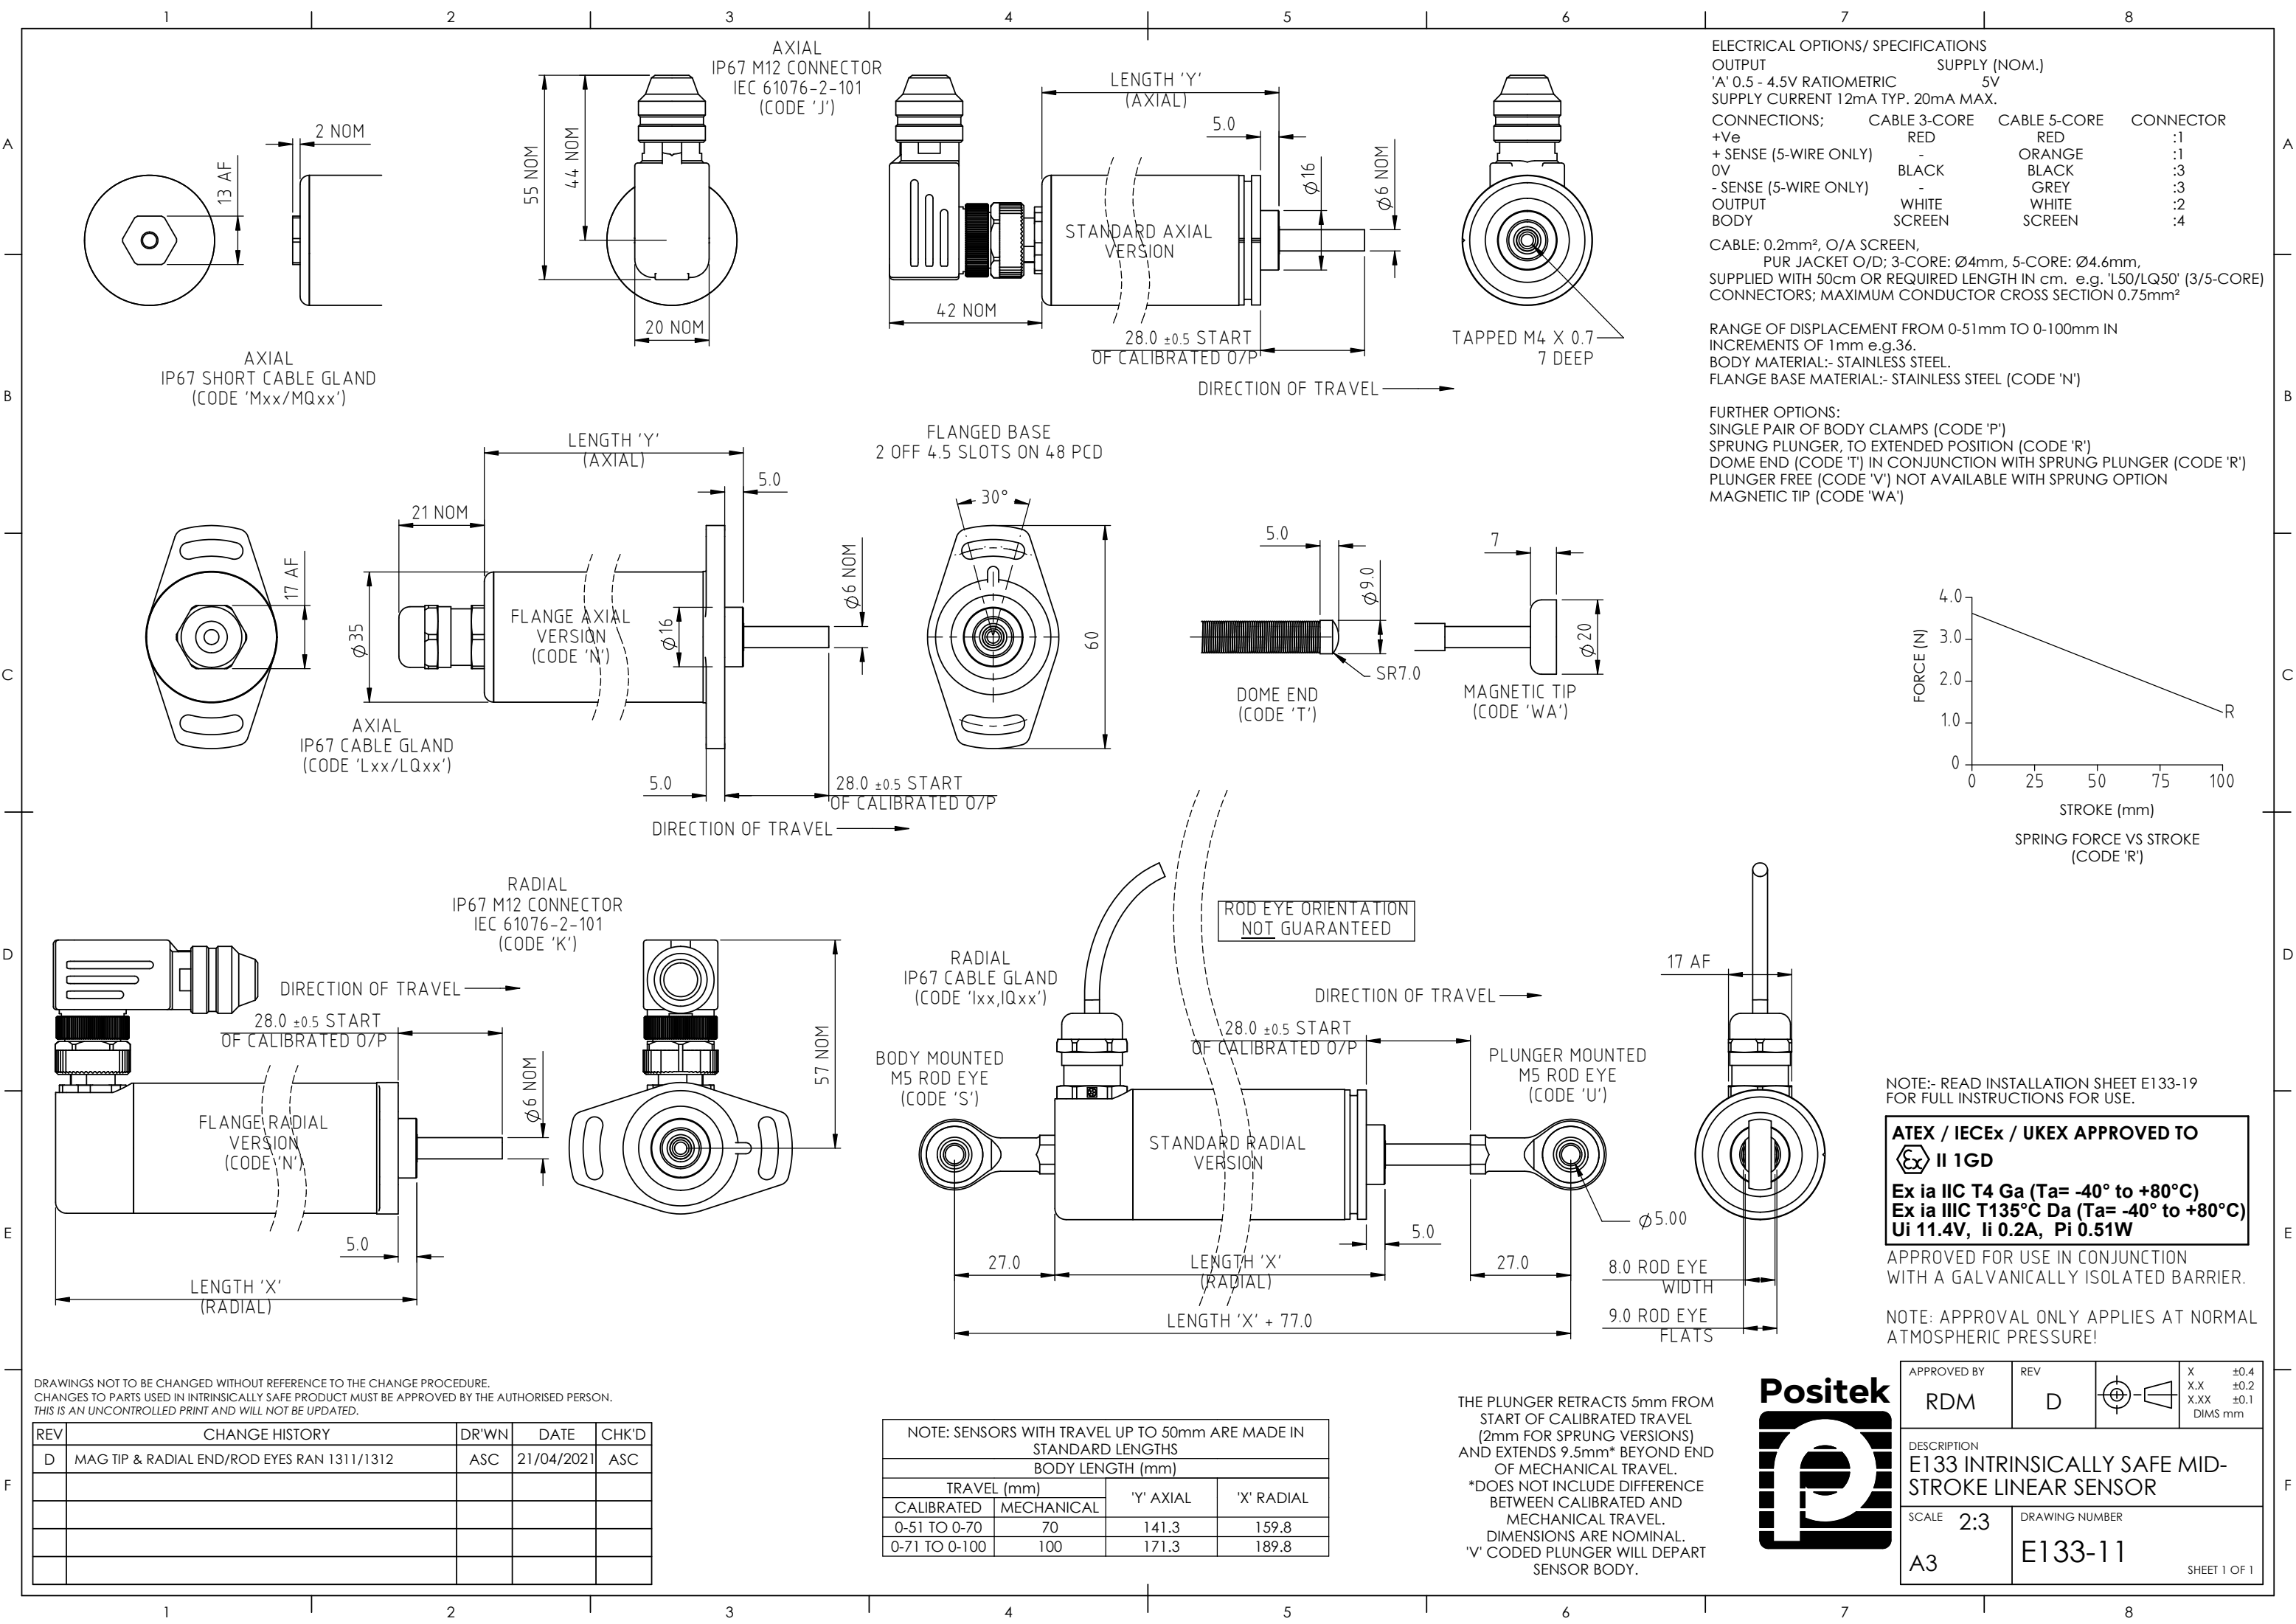 1 2 3 4 5 6 7 8
A
B
C
D
E
F
2 NOM
13 AF
AXIAL
IP67 SHORT CABLE GLAND
(CODE 'Mxx/MQxx')
AXIAL
IP67 M12 CONNECTOR
IEC 61076-2-101
(CODE 'J')
55 NOM
44 NOM
20 NOM
LENGTH 'Y'
(AXIAL)
5.0
Ø16
Ø6 NOM
STANDARD AXIAL
VERSION
42 NOM
28.0 ±0.5 START
OF CALIBRATED O/P
DIRECTION OF TRAVEL
TAPPED M4 X 0.7
7 DEEP
ELECTRICAL OPTIONS/ SPECIFICATIONS
OUTPUT SUPPLY (NOM.)
'A' 0.5 - 4.5V RATIOMETRIC 5V
SUPPLY CURRENT 12mA TYP. 20mA MAX.
CONNECTIONS; CABLE 3-CORE CABLE 5-CORE CONNECTOR
+Ve RED RED :1
+ SENSE (5-WIRE ONLY) - ORANGE :1
0V BLACK BLACK :3
- SENSE (5-WIRE ONLY) - GREY :3
OUTPUT WHITE WHITE :2
BODY SCREEN SCREEN :4
CABLE: 0.2mm², O/A SCREEN,
PUR JACKET O/D; 3-CORE: Ø4mm, 5-CORE: Ø4.6mm,
SUPPLIED WITH 50cm OR REQUIRED LENGTH IN cm. e.g. 'L50/LQ50' (3/5-CORE)
CONNECTORS; MAXIMUM CONDUCTOR CROSS SECTION 0.75mm²
RANGE OF DISPLACEMENT FROM 0-51mm TO 0-100mm IN
INCREMENTS OF 1mm e.g.36.
BODY MATERIAL:- STAINLESS STEEL.
FLANGE BASE MATERIAL:- STAINLESS STEEL (CODE 'N')
FURTHER OPTIONS:
SINGLE PAIR OF BODY CLAMPS (CODE 'P')
SPRUNG PLUNGER, TO EXTENDED POSITION (CODE 'R')
DOME END (CODE 'T') IN CONJUNCTION WITH SPRUNG PLUNGER (CODE 'R')
PLUNGER FREE (CODE 'V') NOT AVAILABLE WITH SPRUNG OPTION
MAGNETIC TIP (CODE 'WA')
17 AF
AXIAL
IP67 CABLE GLAND
(CODE 'Lxx/LQxx')
LENGTH 'Y'
(AXIAL)
5.0
21 NOM
Ø35
FLANGE AXIAL
VERSION
(CODE 'N')
Ø16
Ø6 NOM
5.0
28.0 ±0.5 START
OF CALIBRATED O/P
DIRECTION OF TRAVEL
FLANGED BASE
2 OFF 4.5 SLOTS ON 48 PCD
30°
60
5.0
Ø9.0
SR7.0
DOME END
(CODE 'T')
7
Ø20
MAGNETIC TIP
(CODE 'WA')
FORCE (N)
4.0
3.0
2.0
1.0
0
R
0 25 50 75 100
STROKE (mm)
SPRING FORCE VS STROKE
(CODE 'R')
RADIAL
IP67 M12 CONNECTOR
IEC 61076-2-101
(CODE 'K')
DIRECTION OF TRAVEL
28.0 ±0.5 START
OF CALIBRATED O/P
Ø6 NOM
FLANGE RADIAL
VERSION
(CODE 'N')
5.0
LENGTH 'X'
(RADIAL)
57 NOM
ROD EYE ORIENTATION
NOT GUARANTEED
RADIAL
IP67 CABLE GLAND
(CODE 'Ixx,IQxx')
DIRECTION OF TRAVEL
28.0 ±0.5 START
OF CALIBRATED O/P
BODY MOUNTED
M5 ROD EYE
(CODE 'S')
PLUNGER MOUNTED
M5 ROD EYE
(CODE 'U')
STANDARD RADIAL
VERSION
Ø5.00
5.0
27.0
LENGTH 'X'
(RADIAL)
27.0
LENGTH 'X' + 77.0
17 AF
8.0 ROD EYE
WIDTH
9.0 ROD EYE
FLATS
NOTE:- READ INSTALLATION SHEET E133-19
FOR FULL INSTRUCTIONS FOR USE.
ATEX / IECEx / UKEX APPROVED TO
Ex II 1GD
Ex ia IIC T4 Ga (Ta= -40° to +80°C)
Ex ia IIIC T135°C Da (Ta= -40° to +80°C)
Ui 11.4V, Ii 0.2A, Pi 0.51W
APPROVED FOR USE IN CONJUNCTION
WITH A GALVANICALLY ISOLATED BARRIER.
NOTE: APPROVAL ONLY APPLIES AT NORMAL
ATMOSPHERIC PRESSURE!
DRAWINGS NOT TO BE CHANGED WITHOUT REFERENCE TO THE CHANGE PROCEDURE.
CHANGES TO PARTS USED IN INTRINSICALLY SAFE PRODUCT MUST BE APPROVED BY THE AUTHORISED PERSON.
THIS IS AN UNCONTROLLED PRINT AND WILL NOT BE UPDATED.
REV CHANGE HISTORY DR'WN DATE CHK'D
D MAG TIP & RADIAL END/ROD EYES RAN 1311/1312 ASC 21/04/2021 ASC
NOTE: SENSORS WITH TRAVEL UP TO 50mm ARE MADE IN
STANDARD LENGTHS
BODY LENGTH (mm)
TRAVEL (mm) 'Y' AXIAL 'X' RADIAL
CALIBRATED MECHANICAL
0-51 TO 0-70 70 141.3 159.8
0-71 TO 0-100 100 171.3 189.8
THE PLUNGER RETRACTS 5mm FROM
START OF CALIBRATED TRAVEL
(2mm FOR SPRUNG VERSIONS)
AND EXTENDS 9.5mm* BEYOND END
OF MECHANICAL TRAVEL.
*DOES NOT INCLUDE DIFFERENCE
BETWEEN CALIBRATED AND
MECHANICAL TRAVEL.
DIMENSIONS ARE NOMINAL.
'V' CODED PLUNGER WILL DEPART
SENSOR BODY.
Positek
APPROVED BY
RDM
REV
D
X ±0.4
X.X ±0.2
X.XX ±0.1
DIMS mm
DESCRIPTION
E133 INTRINSICALLY SAFE MID-
STROKE LINEAR SENSOR
SCALE 2:3
A3
DRAWING NUMBER
E133-11
SHEET 1 OF 1
1 2 3 4 5 6 7 8
A
B
C
D
E
F